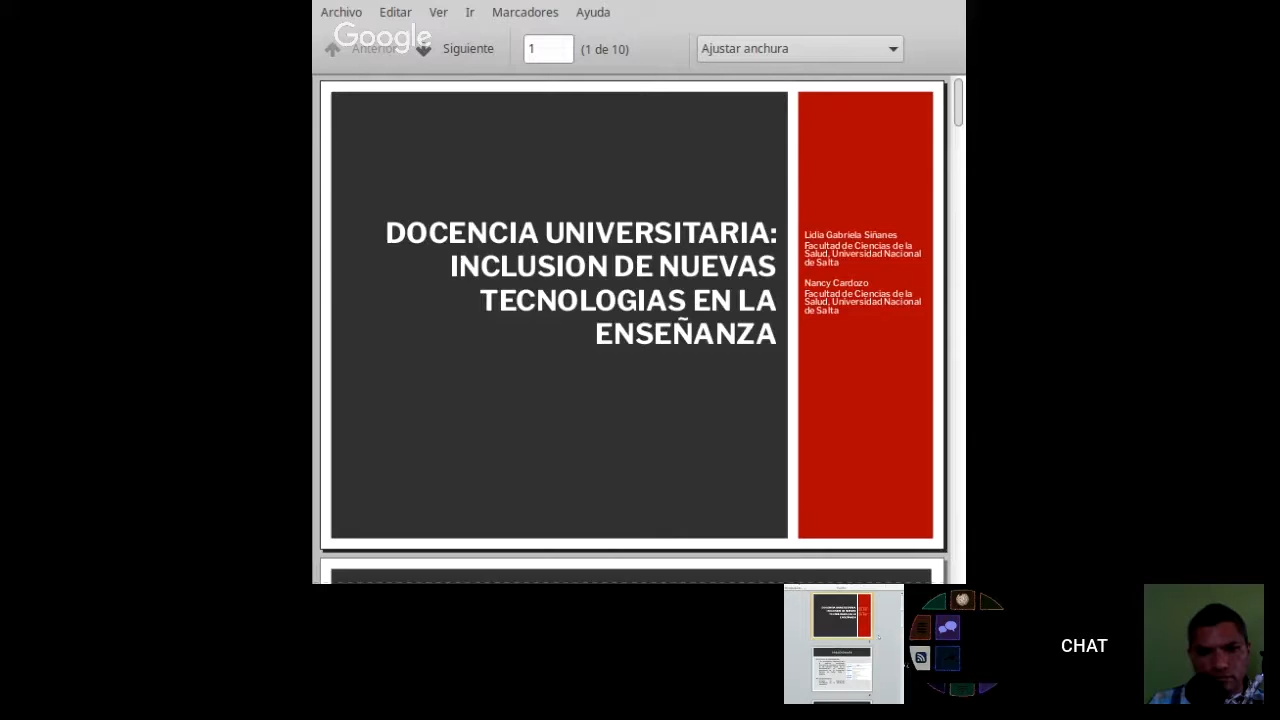 Archivo Editar Ver Ir Marcadores Ayuda
Google
Anterior Siguiente 1 (1 de 10) Ajustar anchura
DOCENCIA UNIVERSITARIA:
INCLUSION DE NUEVAS
TECNOLOGIAS EN LA
ENSEÑANZA
Lidia Gabriela Siñanes
Facultad de Ciencias de la
Salud, Universidad Nacional
de Salta
Nancy Cardozo
Facultad de Ciencias de la
Salud, Universidad Nacional
de Salta
CHAT